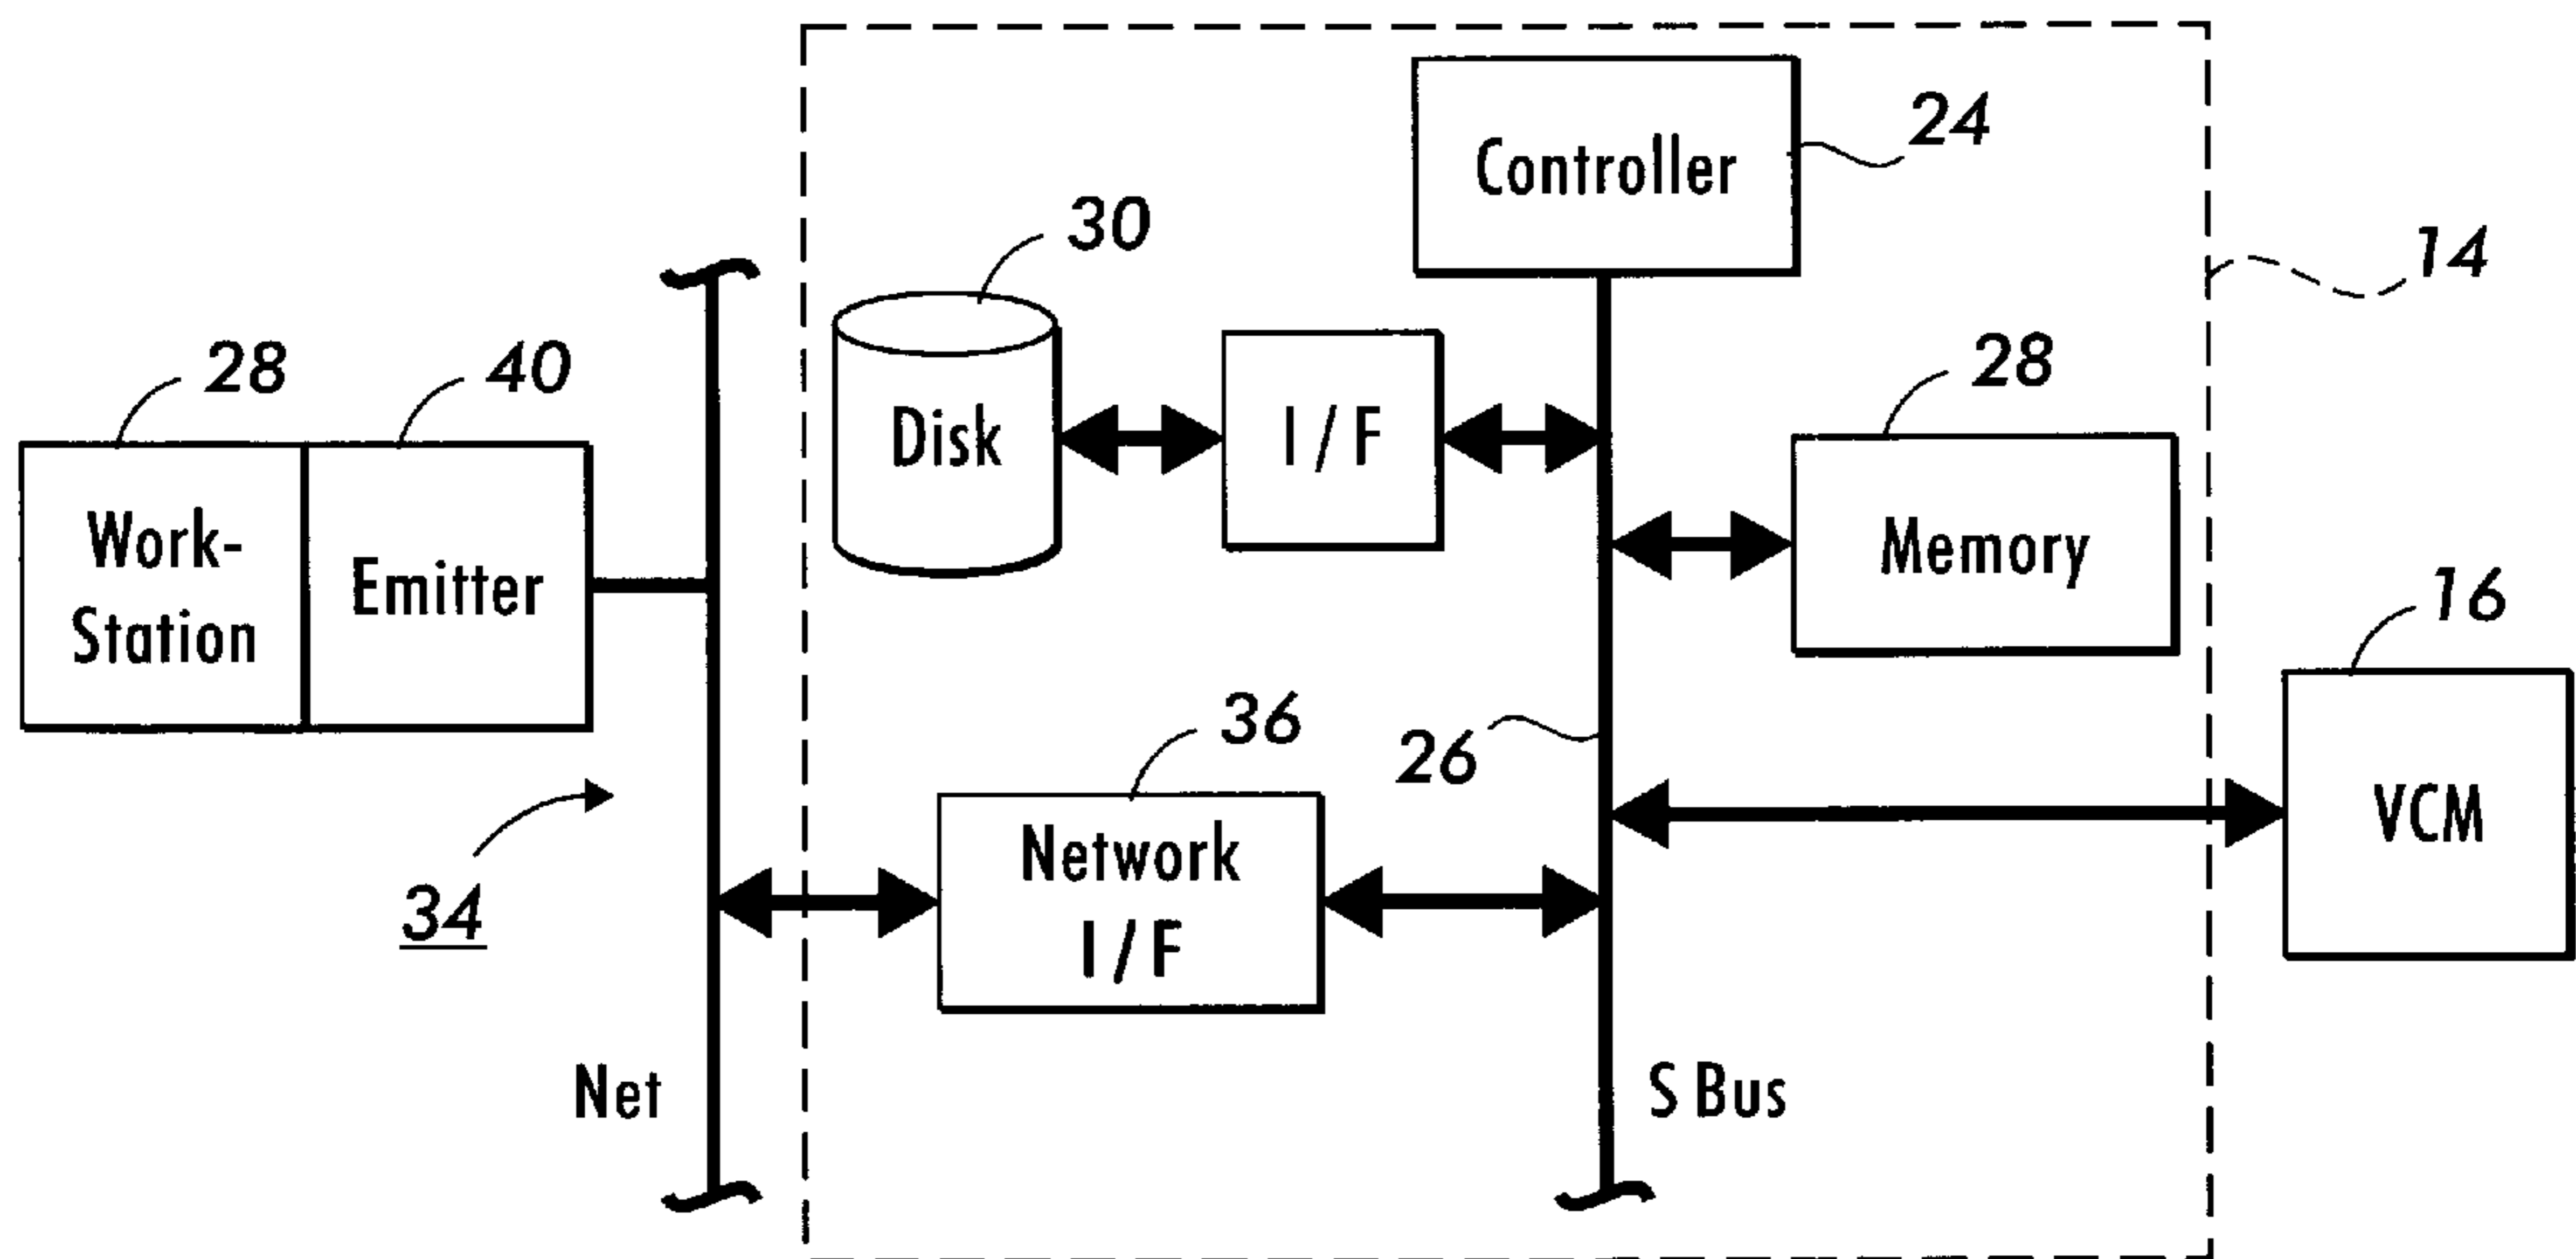 Controller
24
30
14
28
40
Disk
I / F
28
Work-
Station
Emitter
Memory
16
36
26
VCM
Network
I / F
34
Net
S Bus